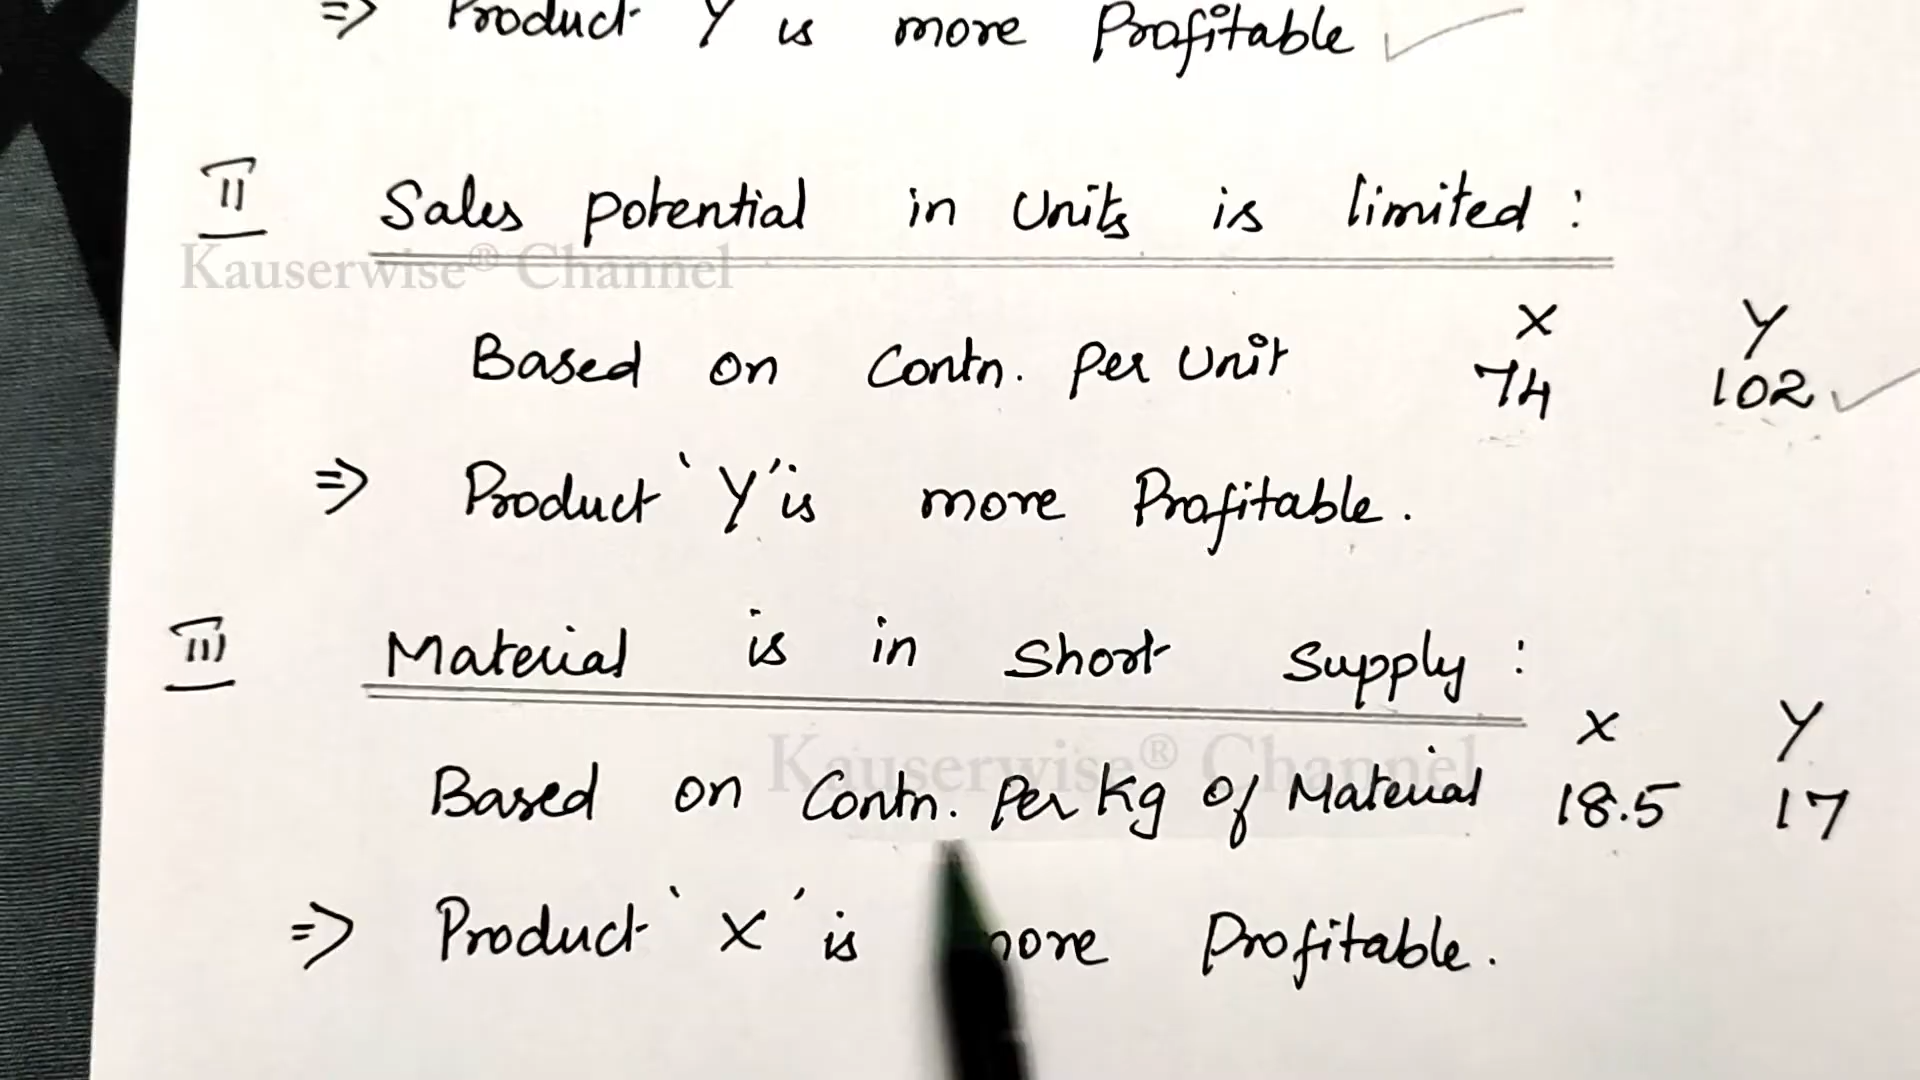 => Product Y is more Profitable
II Sales potential in Units is limited :
Kauserwise® Channel
X Y
Based on Contn. Per Unit 74 102
=> Product 'Y' is more Profitable.
III Material is in Short Supply :
X Y
Kauserwise® Channel
Based on Contn. Per Kg of Material 18.5 17
=> Product 'X' is more Profitable.